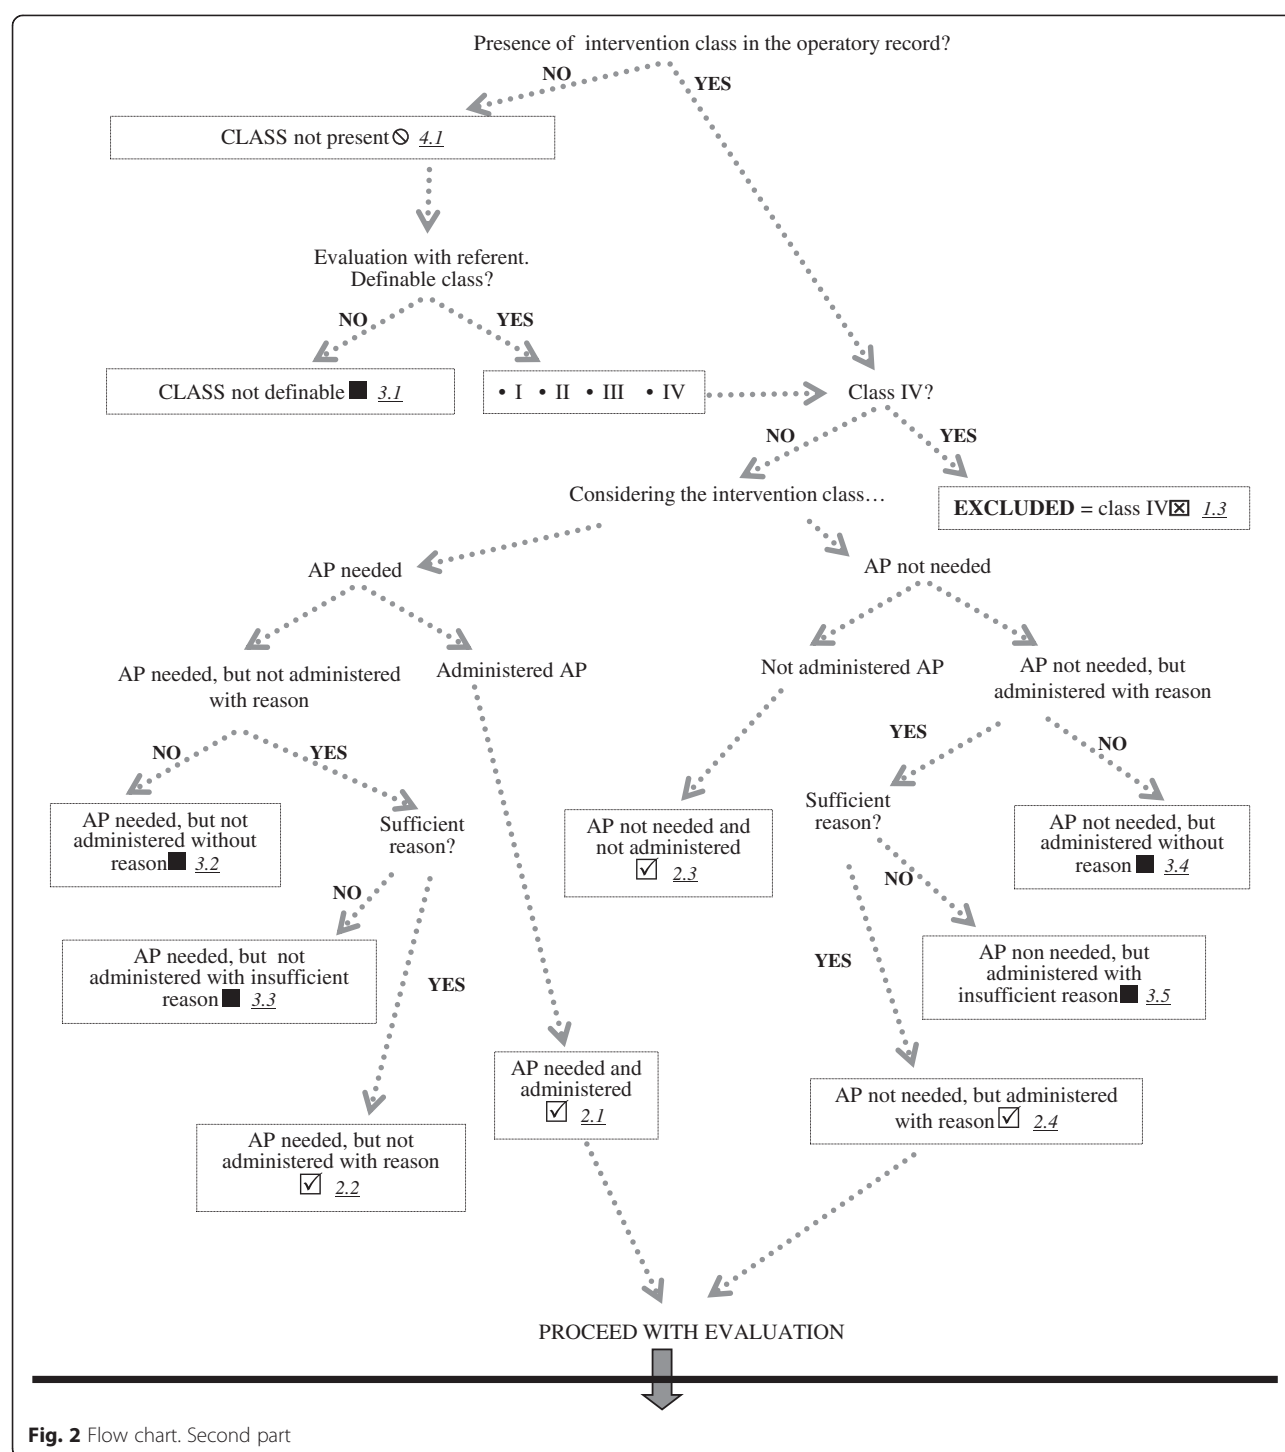 Presence of intervention class in the operatory record?
NO
YES
CLASS not present 4.1
Evaluation with referent.
Definable class?
NO
YES
CLASS not definable 3.1
• I • II • III • IV
Class IV?
NO
YES
Considering the intervention class…
EXCLUDED = class IV 1.3
AP needed
AP not needed
AP needed, but not administered
with reason
Administered AP
Not administered AP
AP not needed, but
administered with reason
NO
YES
YES
NO
AP needed, but not
administered without
reason 3.2
Sufficient
reason?
AP not needed and
not administered
2.3
Sufficient
reason?
AP not needed, but
administered without
reason 3.4
NO
NO
AP needed, but not
administered with insufficient
reason 3.3
YES
YES
AP non needed, but
administered with
insufficient reason 3.5
AP needed and
administered
2.1
AP not needed, but administered
with reason 2.4
AP needed, but not
administered with reason
2.2
PROCEED WITH EVALUATION
Fig. 2 Flow chart. Second part